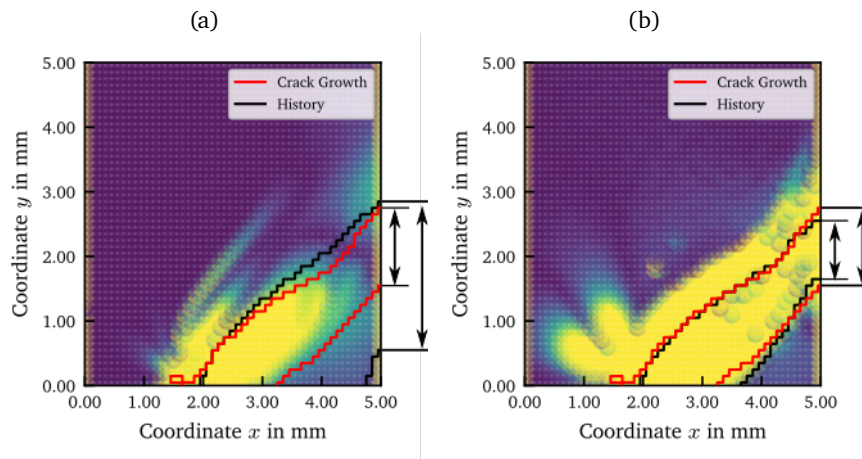 (a)
(b)
5.00
4.00
3.00
2.00
1.00
0.00
Coordinate y in mm
0.00 1.00 2.00 3.00 4.00 5.00
Coordinate x in mm
Crack Growth
History
5.00
4.00
3.00
2.00
1.00
0.00
Coordinate y in mm
0.00 1.00 2.00 3.00 4.00 5.00
Coordinate x in mm
Crack Growth
History